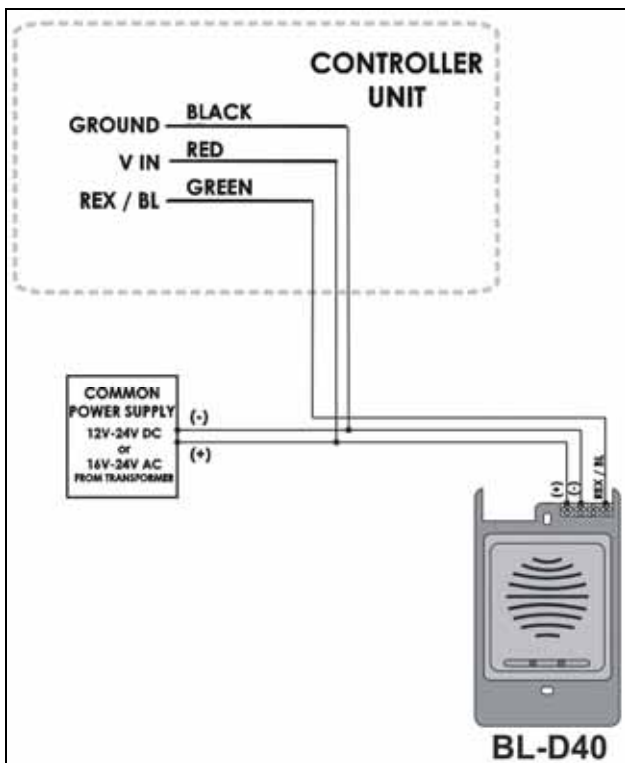 CONTROLLER
UNIT
GROUND BLACK
V IN RED
REX / BL GREEN
COMMON
POWER SUPPLY
12V-24V DC
or
16V-24V AC
FROM TRANSFORMER
(-)
(+)
(+)
(-)
REX / BL
BL-D40